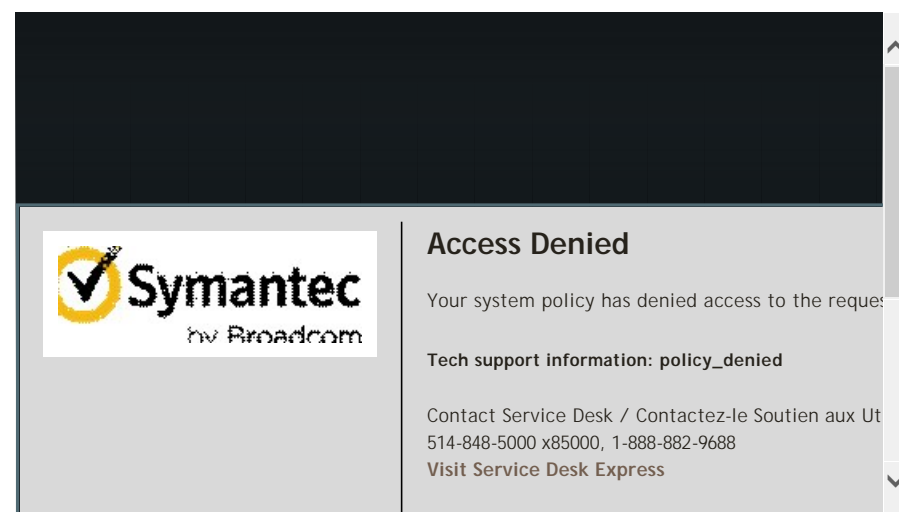 Symantec
by Broadcom
Access Denied
Your system policy has denied access to the reques
Tech support information: policy_denied
Contact Service Desk / Contactez-le Soutien aux Ut
514-848-5000 x85000, 1-888-882-9688
Visit Service Desk Express